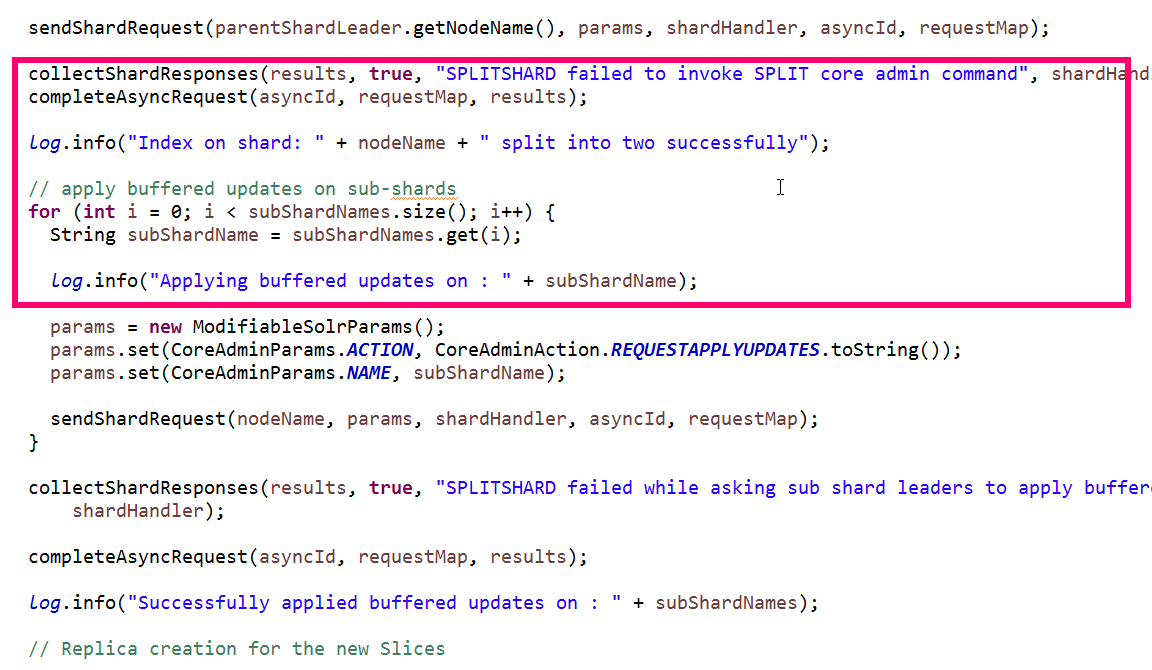 sendShardRequest(parentShardLeader.getNodeName(), params, shardHandler, asyncId, requestMap);
collectShardResponses(results, true, "SPLITSHARD failed to invoke SPLIT core admin command", shardHandl
completeAsyncRequest(asyncId, requestMap, results);
log.info("Index on shard: " + nodeName + " split into two successfully");
// apply buffered updates on sub-shards
for (int i = 0; i < subShardNames.size(); i++) {
String subShardName = subShardNames.get(i);
log.info("Applying buffered updates on : " + subShardName);
params = new ModifiableSolrParams();
params.set(CoreAdminParams.ACTION, CoreAdminAction.REQUESTAPPLYUPDATES.toString());
params.set(CoreAdminParams.NAME, subShardName);
sendShardRequest(nodeName, params, shardHandler, asyncId, requestMap);
}
collectShardResponses(results, true, "SPLITSHARD failed while asking sub shard leaders to apply buffer
shardHandler);
completeAsyncRequest(asyncId, requestMap, results);
log.info("Successfully applied buffered updates on : " + subShardNames);
// Replica creation for the new Slices